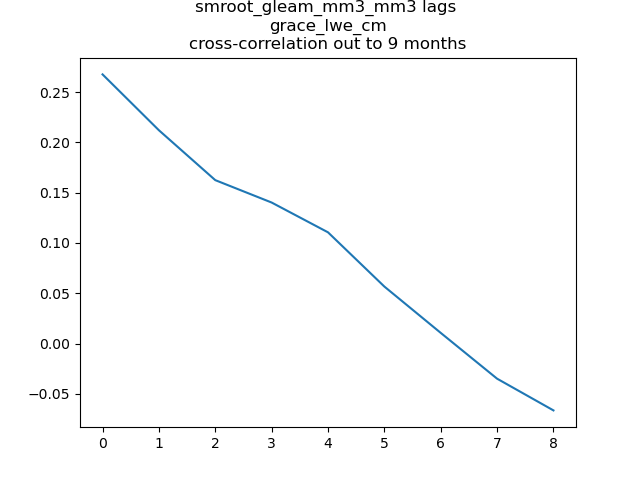 smroot_gleam_mm3_mm3 lags
grace_lwe_cm
cross-correlation out to 9 months
0.25
0.20
0.15
0.10
0.05
0.00
−0.05
0 1 2 3 4 5 6 7 8